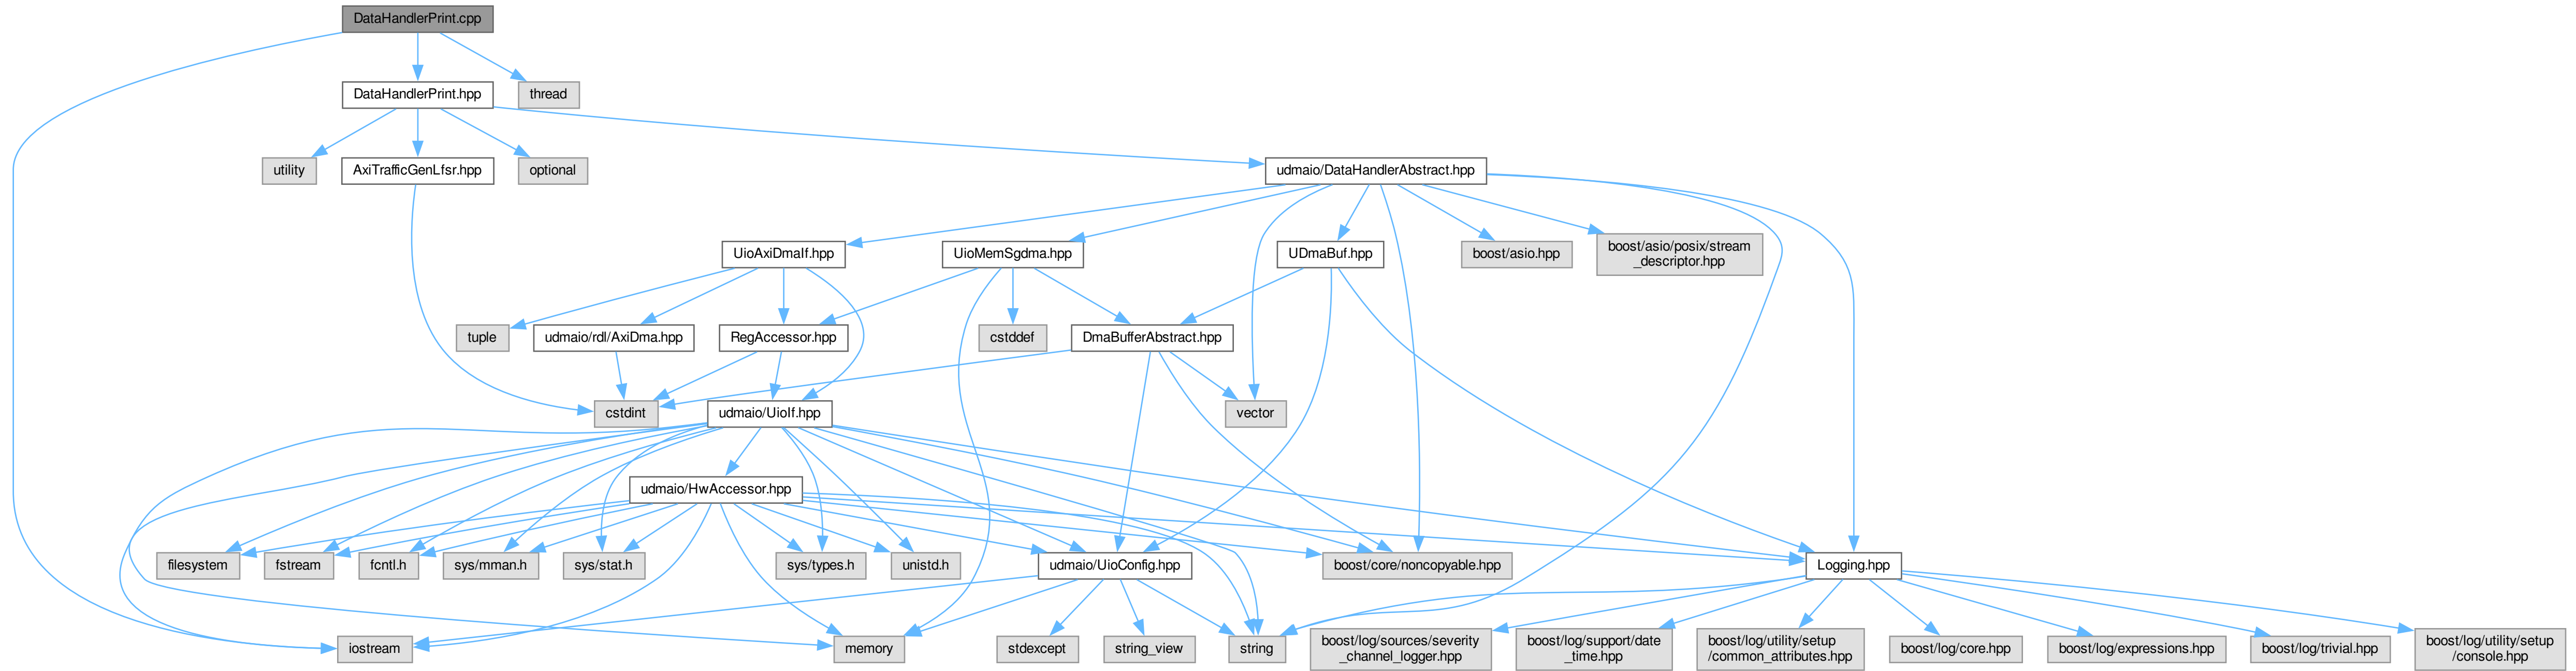 DataHandlerPrint.cpp
DataHandlerPrint.hpp
thread
utility
AxiTrafficGenLfsr.hpp
optional
udmaio/DataHandlerAbstract.hpp
UioAxiDmaIf.hpp
UioMemSgdma.hpp
UDmaBuf.hpp
boost/asio.hpp
boost/asio/posix/stream
_descriptor.hpp
tuple
udmaio/rdl/AxiDma.hpp
RegAccessor.hpp
cstddef
DmaBufferAbstract.hpp
cstdint
udmaio/UioIf.hpp
vector
udmaio/HwAccessor.hpp
filesystem
fstream
fcntl.h
sys/mman.h
sys/stat.h
sys/types.h
unistd.h
udmaio/UioConfig.hpp
boost/core/noncopyable.hpp
Logging.hpp
iostream
memory
stdexcept
string_view
string
boost/log/sources/severity
_channel_logger.hpp
boost/log/support/date
_time.hpp
boost/log/utility/setup
/common_attributes.hpp
boost/log/core.hpp
boost/log/expressions.hpp
boost/log/trivial.hpp
boost/log/utility/setup
/console.hpp